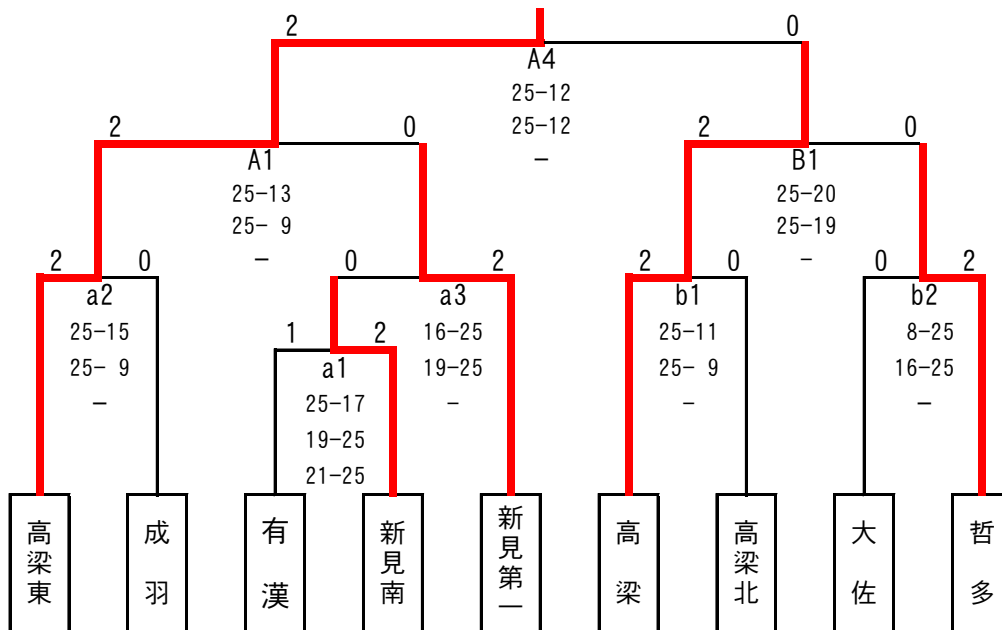 2 0
A4
25-12
25-12
-
2 0 2 0
A1 B1
25-13 25-20
25- 9 25-19
- -
2 0 0 2 2 0 0 2
a2 a3 b1 b2
25-15 16-25 25-11 8-25
25- 9 19-25 25- 9 16-25
- - - -
1 2
a1
25-17
19-25
21-25
高梁東
成羽
有漢
新見南
新見第一
高梁
高梁北
大佐
哲多